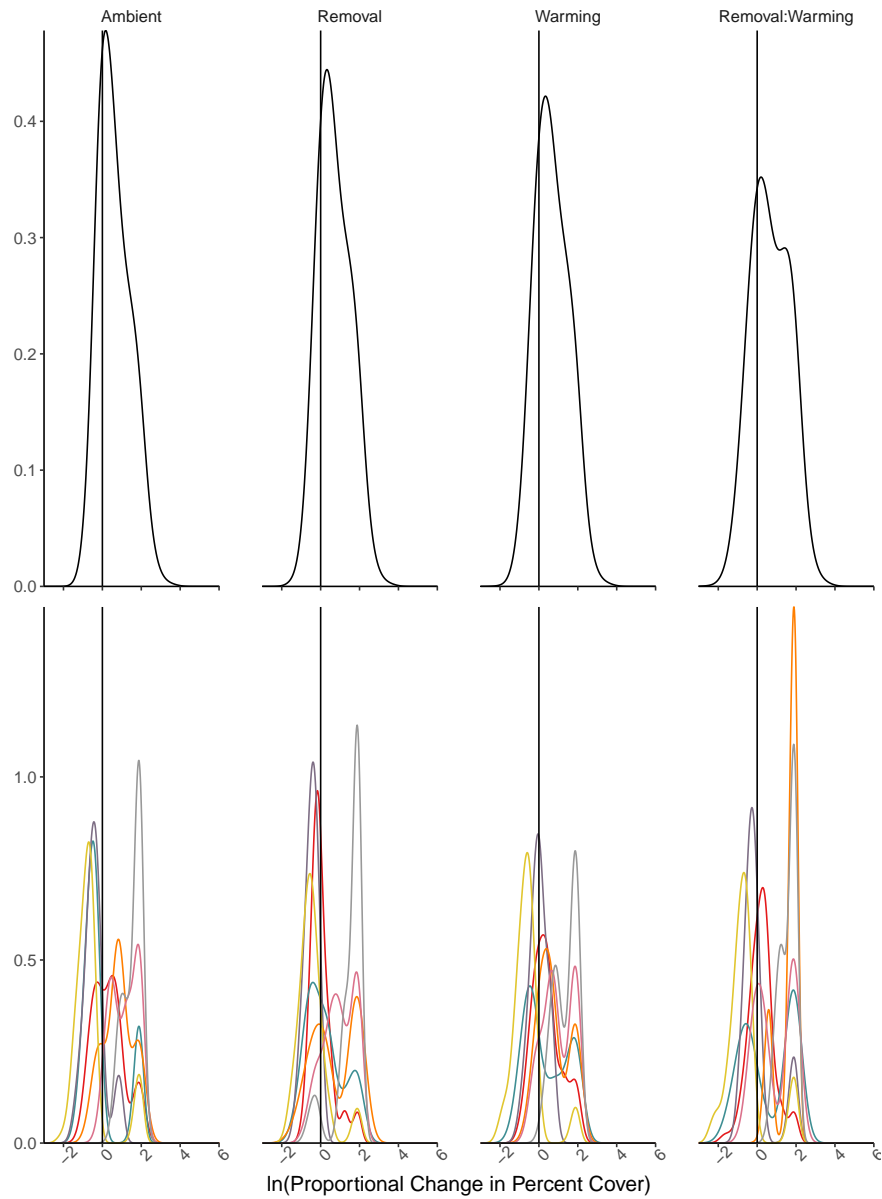 Ambient Removal Warming Removal:Warming
0.4
0.3
0.2
0.1
0.0
1.0
0.5
0.0
−2 0 2 4 6 −2 0 2 4 6 −2 0 2 4 6 −2 0 2 4 6
ln(Proportional Change in Percent Cover)